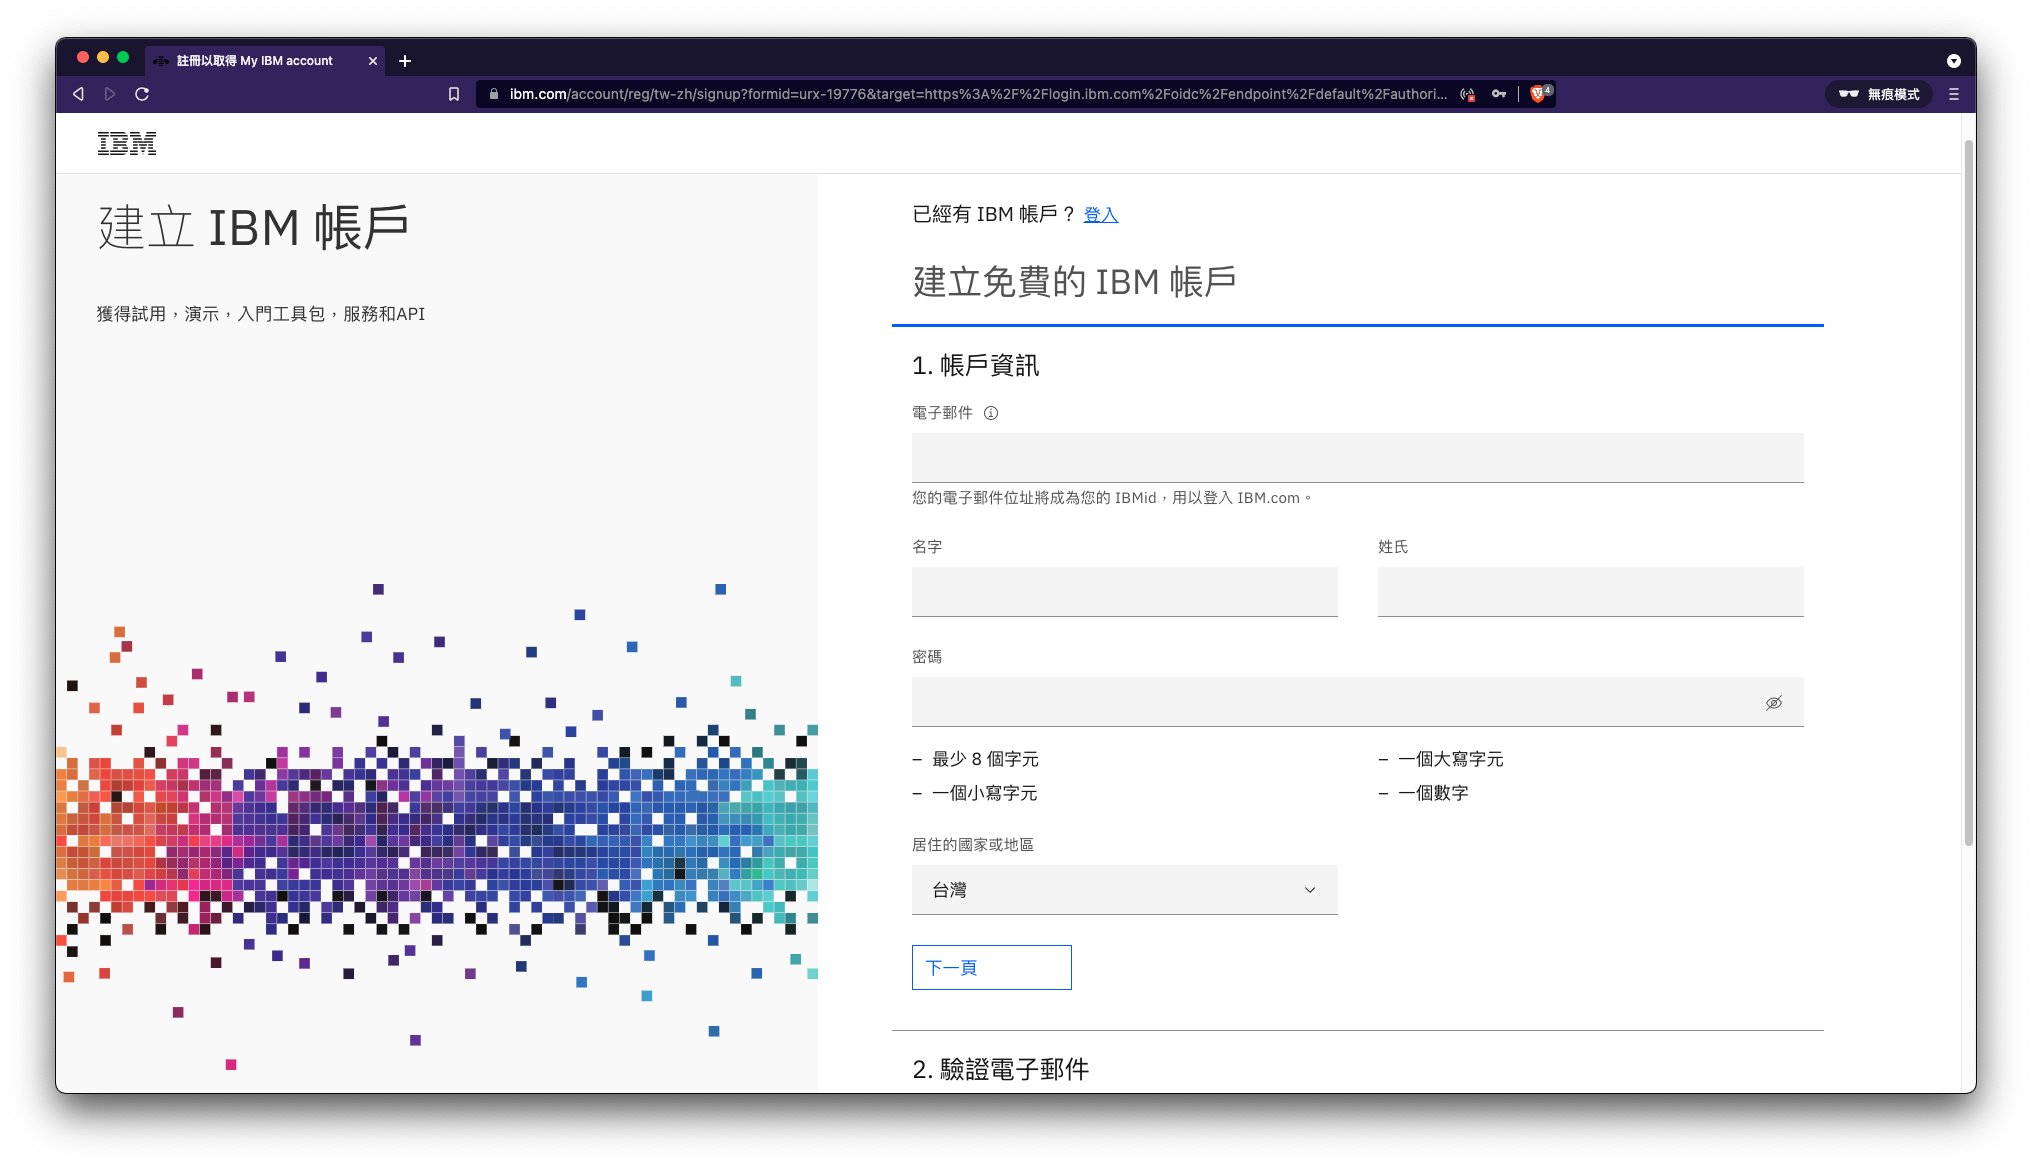 註冊以取得 My IBM account
ibm.com/account/reg/tw-zh/signup?formid=urx-19776&target=https%3A%2F%2Flogin.ibm.com%2Foidc%2Fendpoint%2Fdefault%2Fauthori...
4
無痕模式
IBM
建立 IBM 帳戶
獲得試用，演示，入門工具包，服務和API
已經有 IBM 帳戶？ 登入
建立免費的 IBM 帳戶
1. 帳戶資訊
電子郵件
您的電子郵件位址將成為您的 IBMid，用以登入 IBM.com。
名字
姓氏
密碼
– 最少 8 個字元
– 一個大寫字元
– 一個小寫字元
– 一個數字
居住的國家或地區
台灣
下一頁
2. 驗證電子郵件